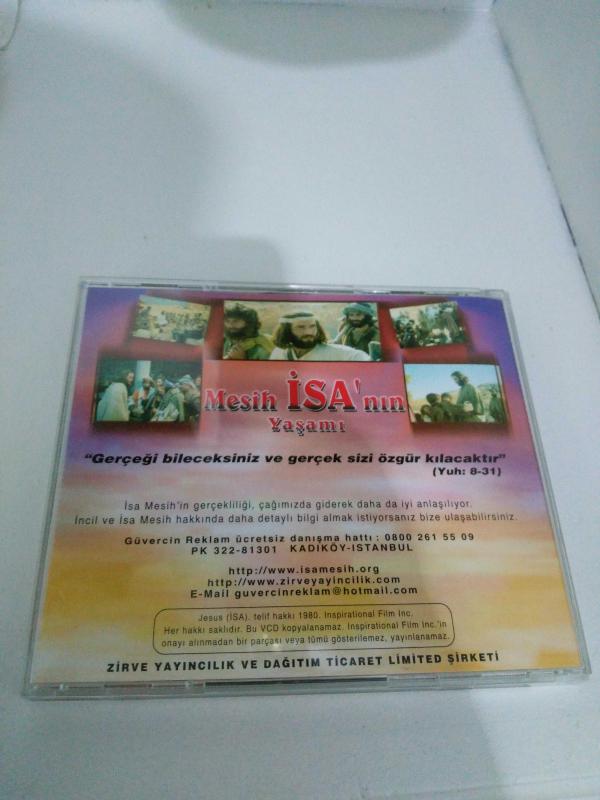 Mesih İSA'nın
Yaşamı
“Gerçeği bileceksiniz ve gerçek sizi özgür kılacaktır”
(Yuh: 8-31)
İsa Mesih'in gerçekliliği, çağımızda giderek daha da iyi anlaşılıyor.
İncil ve İsa Mesih hakkında daha detaylı bilgi almak istiyorsanız bize ulaşabilirsiniz.
Güvercin Reklam ücretsiz danışma hattı : 0800 261 55 09
PK 322-81301 KADIKÖY-ISTANBUL
http://www.isamesih.org
http://www.zirveyayincilik.com
E-Mail guvercinreklam@hotmail.com
Jesus (İSA). telif hakkı 1980. Inspirational Film Inc.
Her hakkı saklıdır. Bu VCD kopyalanamaz. Inspirational Film Inc.'in
onayı alınmadan bir parçası veya tümü gösterilemez, yayınlanamaz.
ZİRVE YAYINCILIK VE DAĞITIM TİCARET LİMİTED ŞİRKETİ